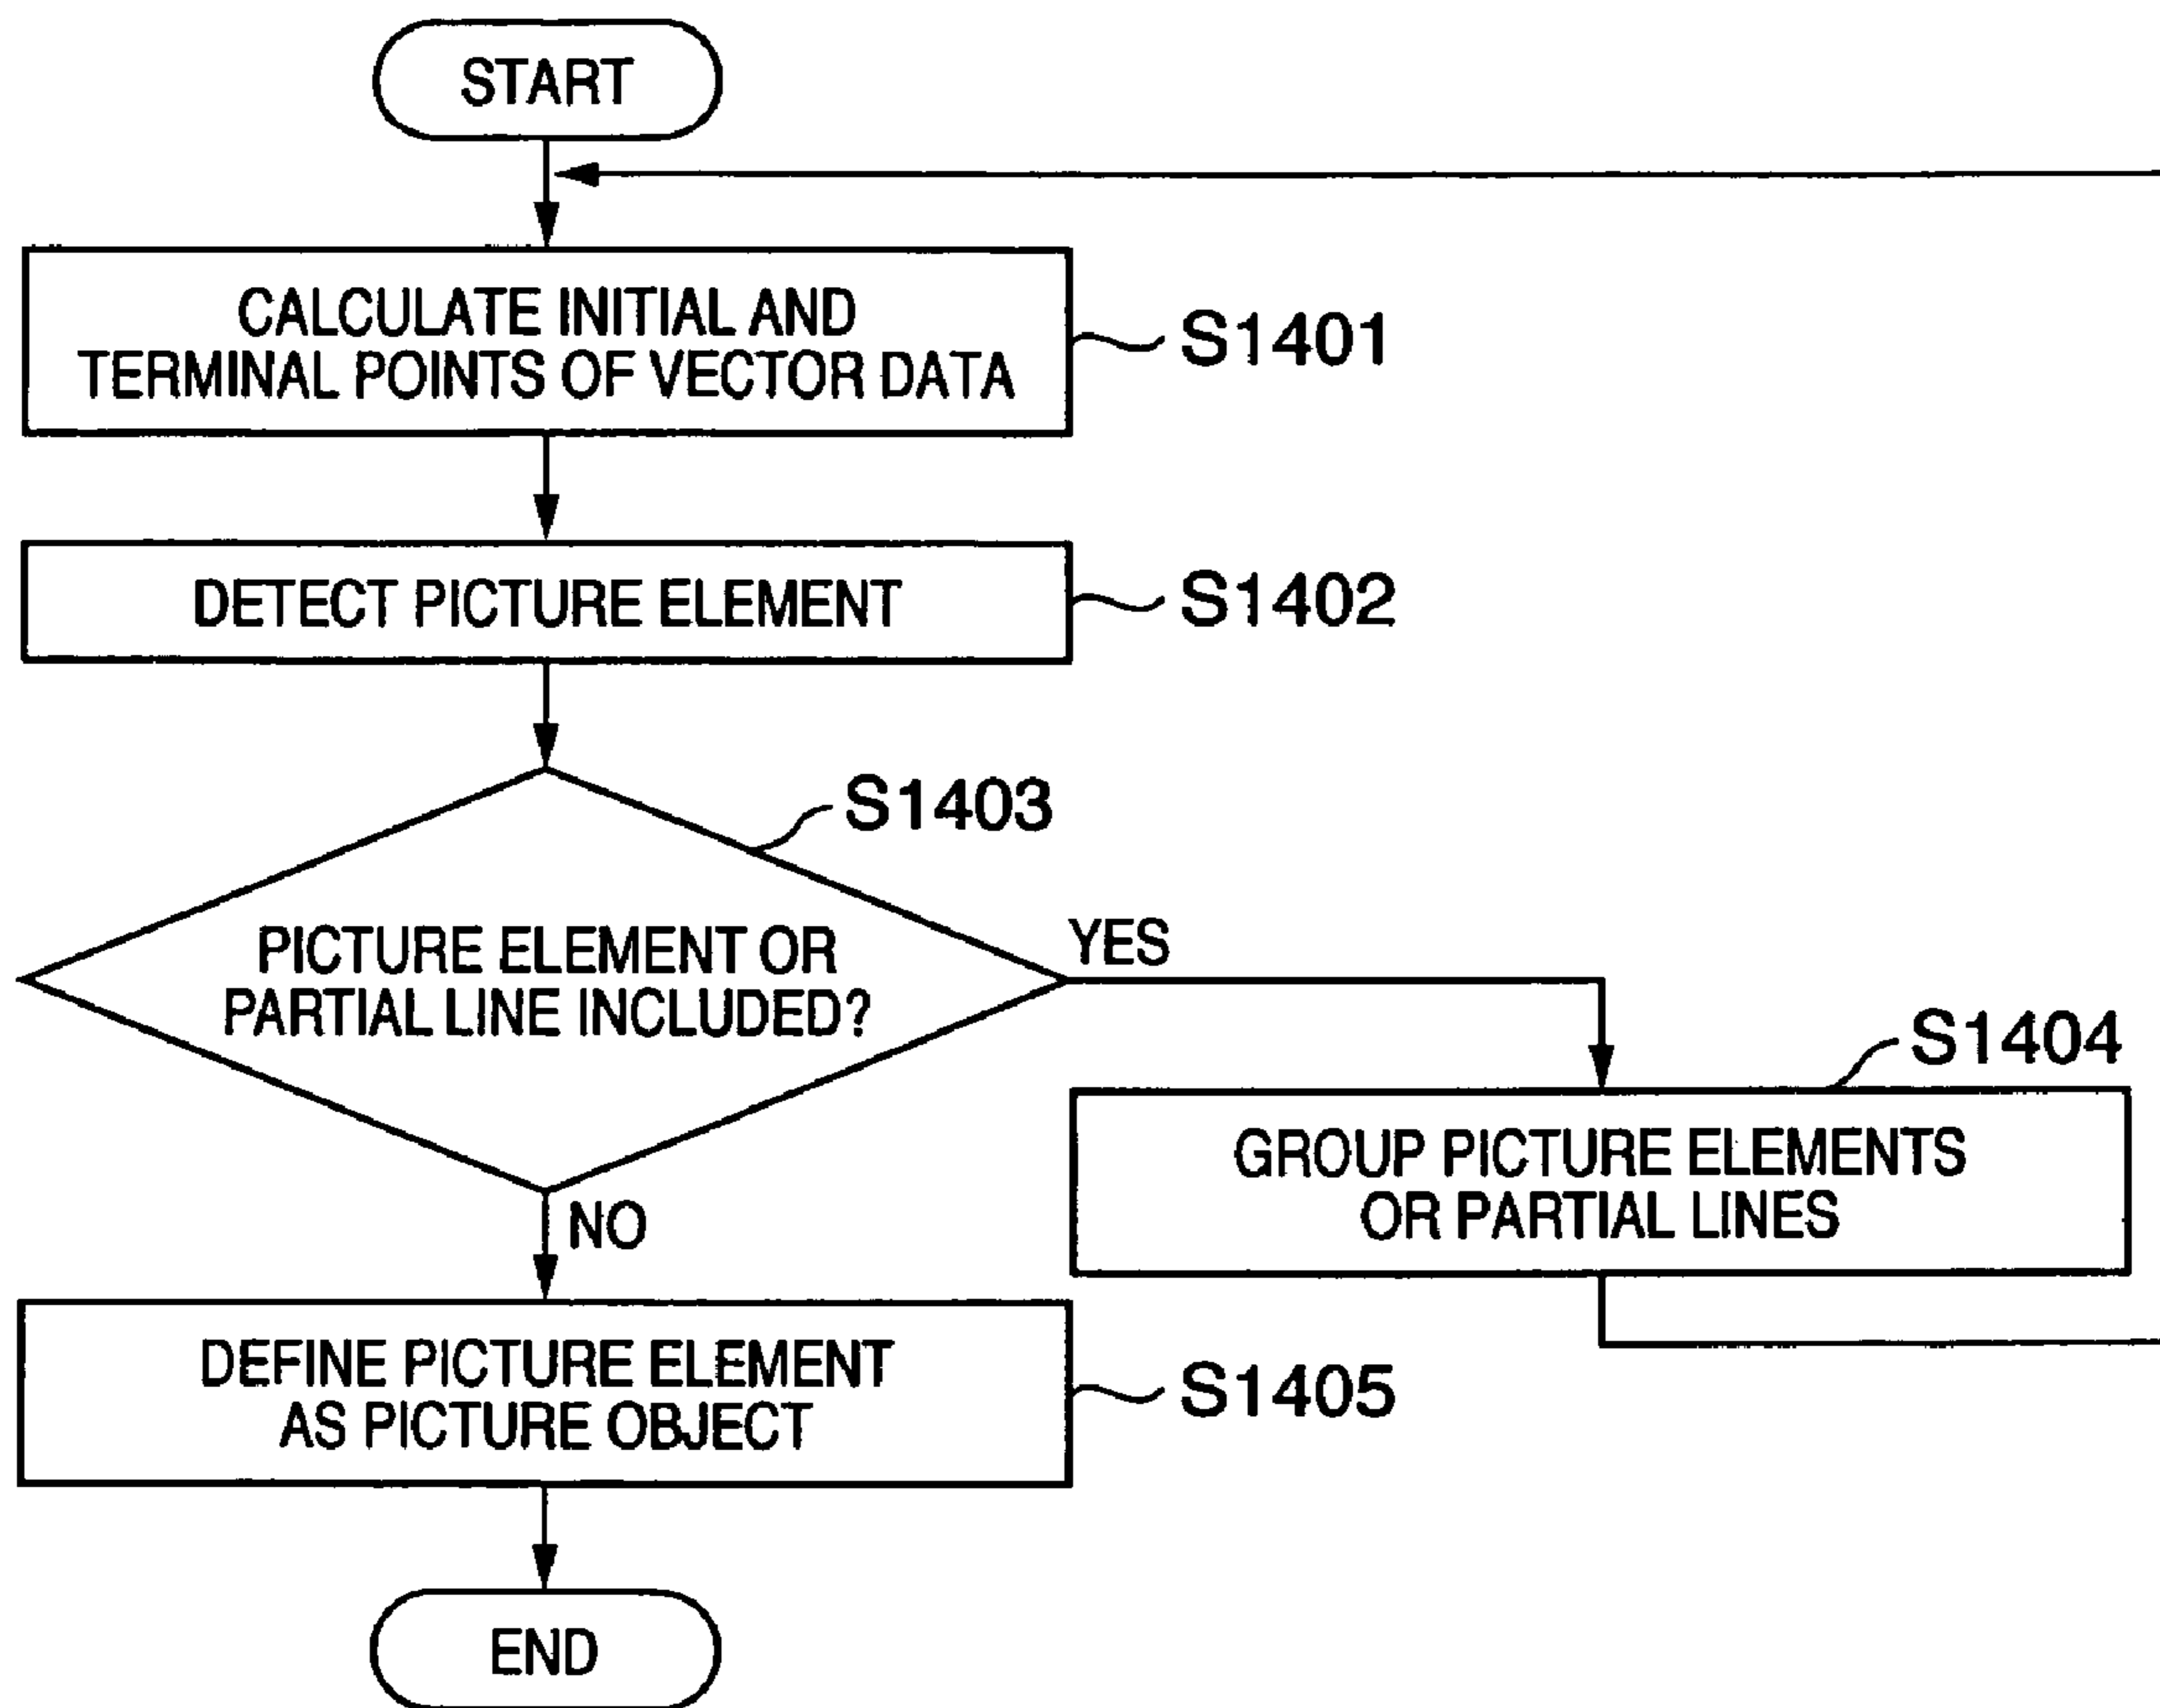 START
CALCULATE INITIAL AND
TERMINAL POINTS OF VECTOR DATA
S1401
DETECT PICTURE ELEMENT
S1402
S1403
PICTURE ELEMENT OR
PARTIAL LINE INCLUDED?
YES
S1404
GROUP PICTURE ELEMENTS
OR PARTIAL LINES
NO
DEFINE PICTURE ELEMENT
AS PICTURE OBJECT
S1405
END